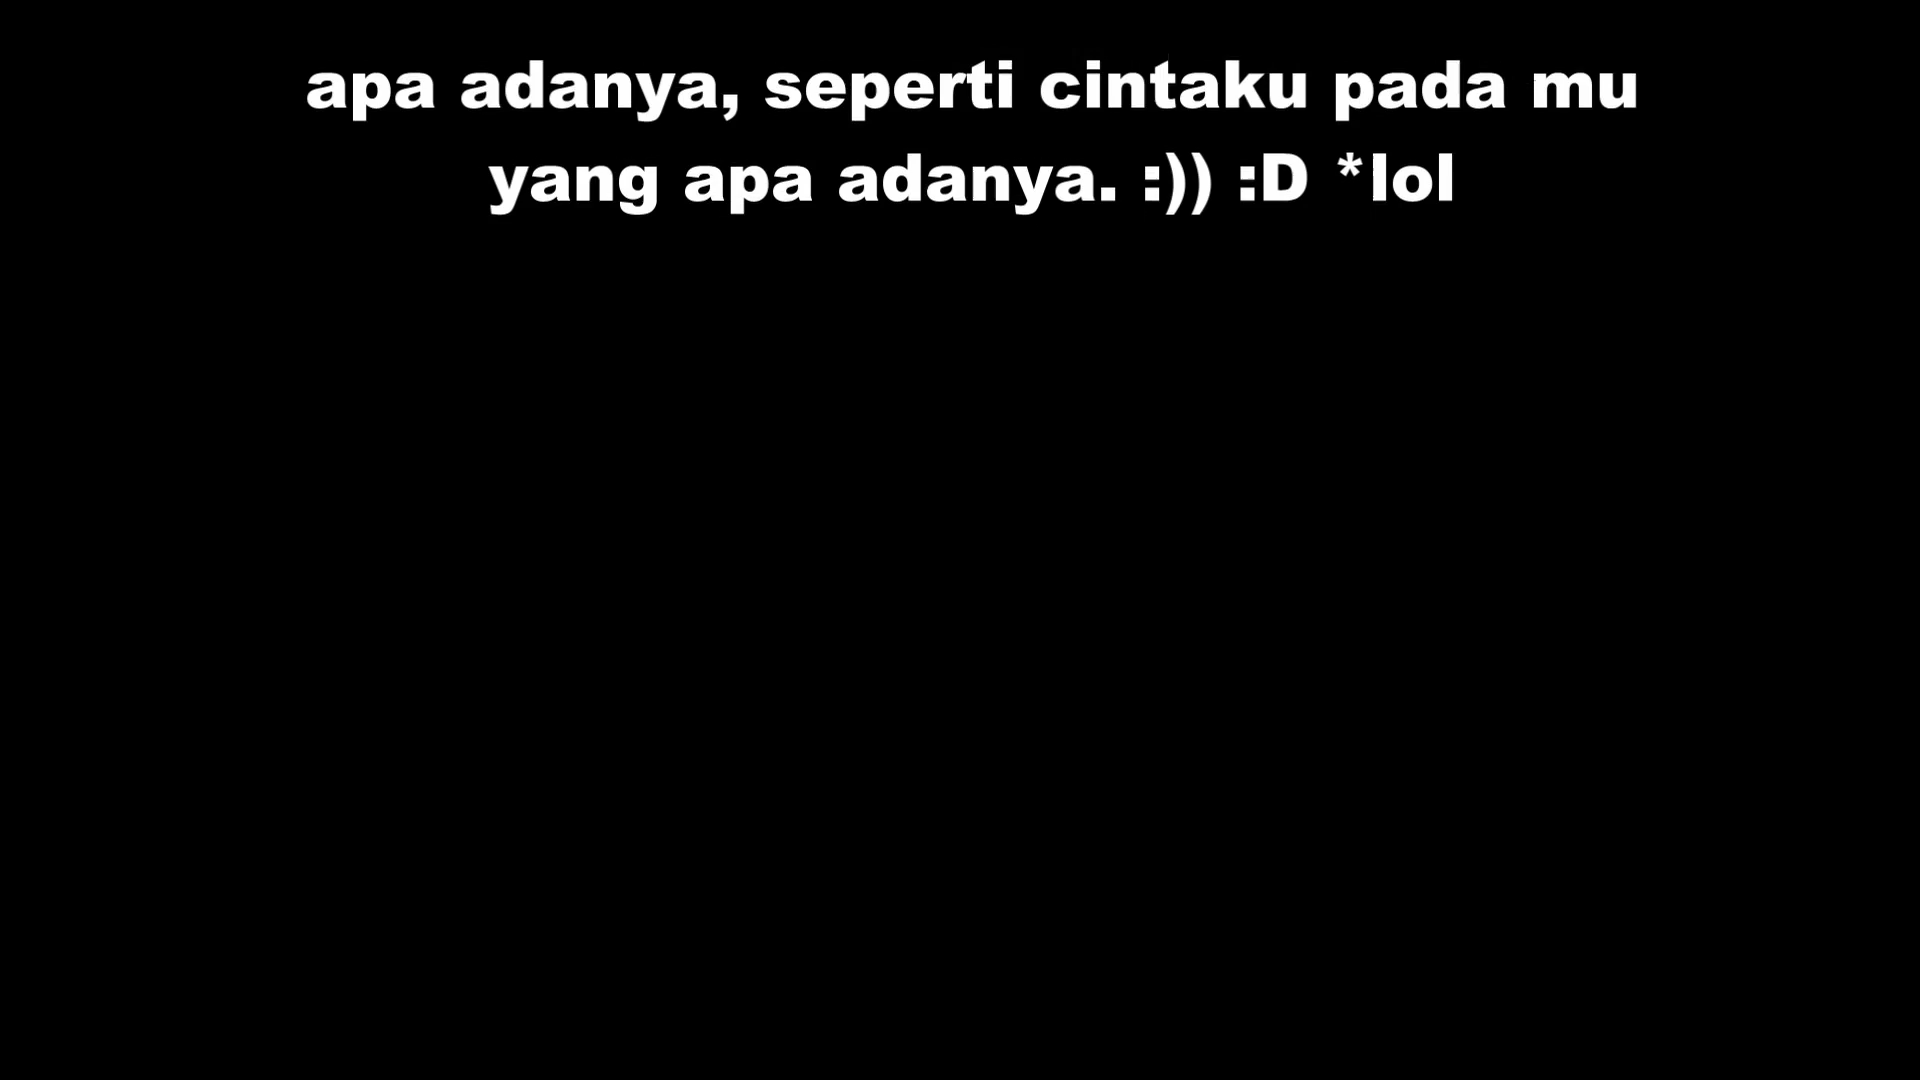 apa adanya, seperti cintaku pada mu
yang apa adanya. :)) :D *lol